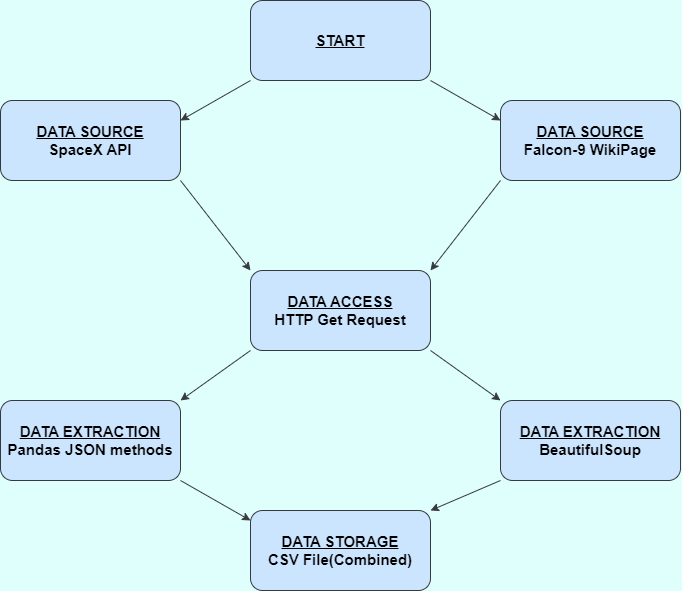 START
DATA SOURCE
SpaceX API
DATA SOURCE
Falcon-9 WikiPage
DATA ACCESS
HTTP Get Request
DATA EXTRACTION
Pandas JSON methods
DATA EXTRACTION
BeautifulSoup
DATA STORAGE
CSV File(Combined)